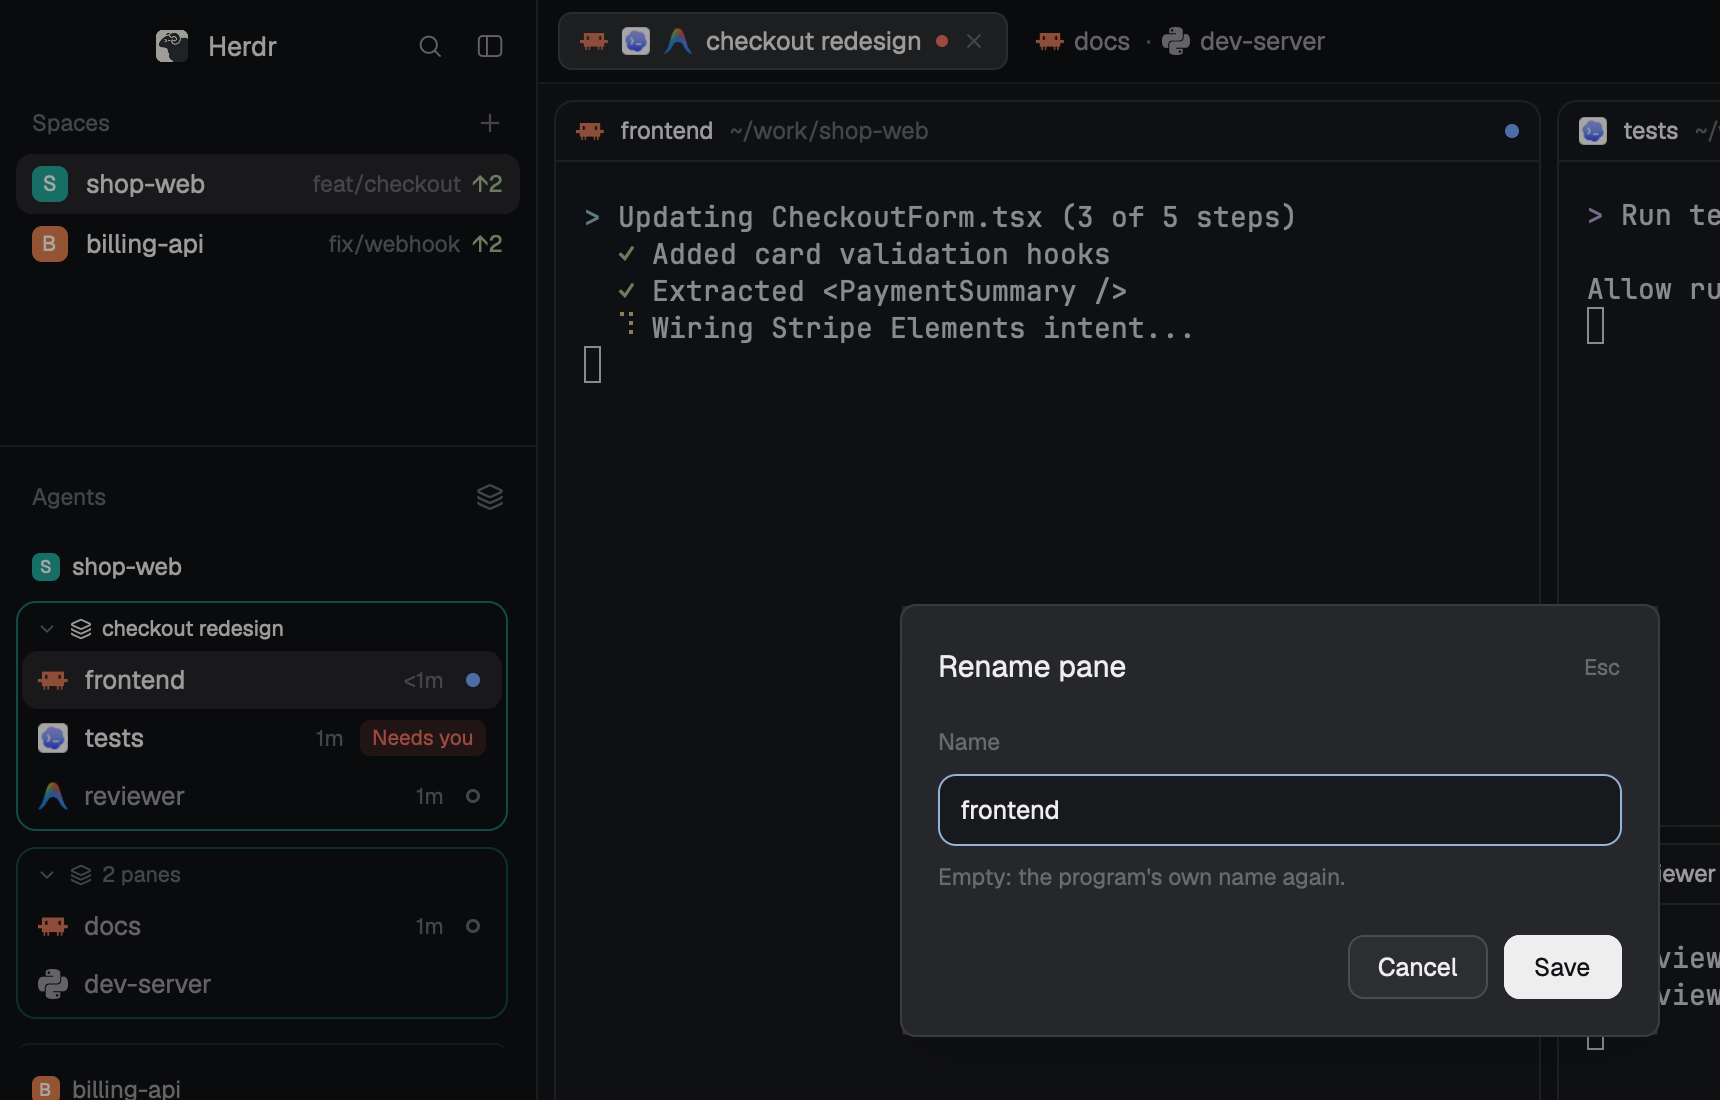 Herdr
Spaces
S shop-web feat/checkout ↑2
B billing-api fix/webhook ↑2
Agents
S shop-web
checkout redesign
frontend <1m
tests 1m Needs you
reviewer 1m
2 panes
docs 1m
dev-server
B billing-api
checkout redesign
docs · dev-server
frontend ~/work/shop-web
> Updating CheckoutForm.tsx (3 of 5 steps)
✓ Added card validation hooks
✓ Extracted <PaymentSummary />
Wiring Stripe Elements intent...
tests ~/
> Run te
Allow ru
iewer
view
view
Rename pane Esc
Name
frontend
Empty: the program's own name again.
Cancel Save